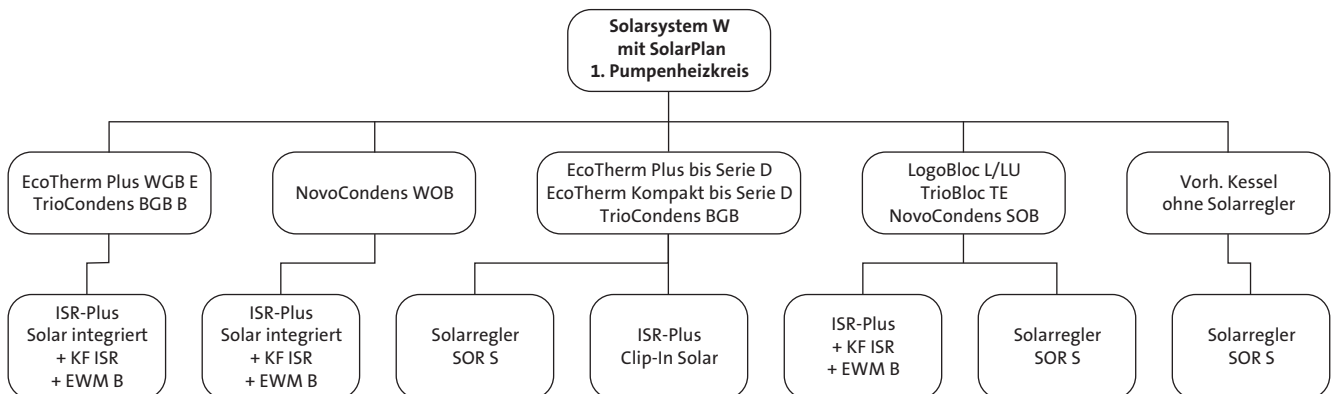 Solarsystem W
mit SolarPlan
1. Pumpenheizkreis
EcoTherm Plus WGB E
TrioCondens BGB B
NovoCondens WOB
EcoTherm Plus bis Serie D
EcoTherm Kompakt bis Serie D
TrioCondens BGB
LogoBloc L/LU
TrioBloc TE
NovoCondens SOB
Vorh. Kessel
ohne Solarregler
ISR-Plus
Solar integriert
+ KF ISR
+ EWM B
ISR-Plus
Solar integriert
+ KF ISR
+ EWM B
Solarregler
SOR S
ISR-Plus
Clip-In Solar
ISR-Plus
+ KF ISR
+ EWM B
Solarregler
SOR S
Solarregler
SOR S